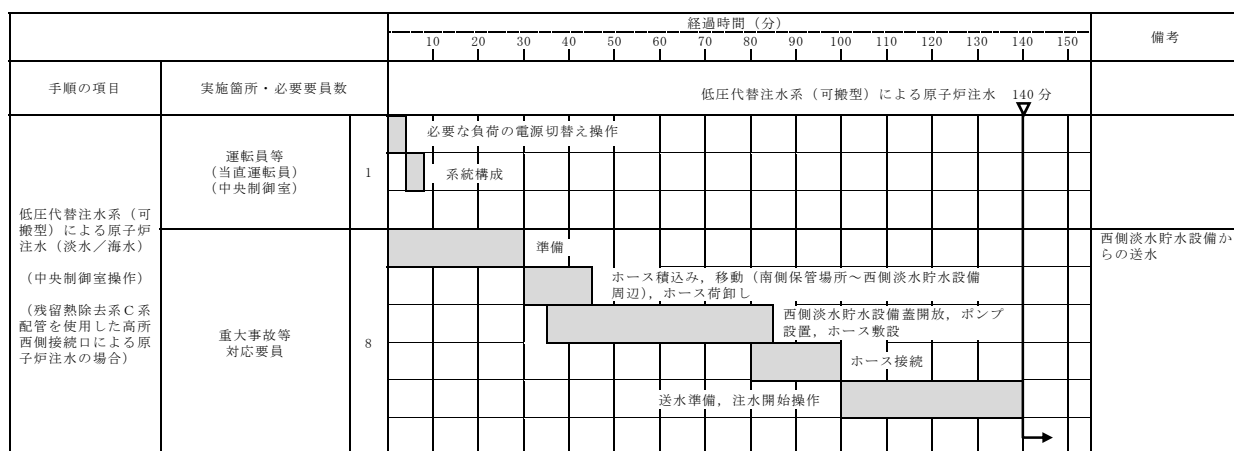 経過時間（分）
備考
10 20 30 40 50 60 70 80 90 100 110 120 130 140 150
手順の項目
実施箇所・必要要員数
低圧代替注水系（可搬型）による原子炉注水 140 分
低圧代替注水系（可
搬型）による原子炉
注水（淡水／海水）
（中央制御室操作）
（残留熱除去系Ｃ系
配管を使用した高所
西側接続口による原
子炉注水の場合）
運転員等
（当直運転員）
（中央制御室）
1
必要な負荷の電源切替え操作
系統構成
重大事故等
対応要員
8
準備
ホース積込み，移動（南側保管場所～西側淡水貯水設備
周辺），ホース荷卸し
西側淡水貯水設備蓋開放，ポンプ
設置，ホース敷設
ホース接続
送水準備，注水開始操作
西側淡水貯水設備か
らの送水